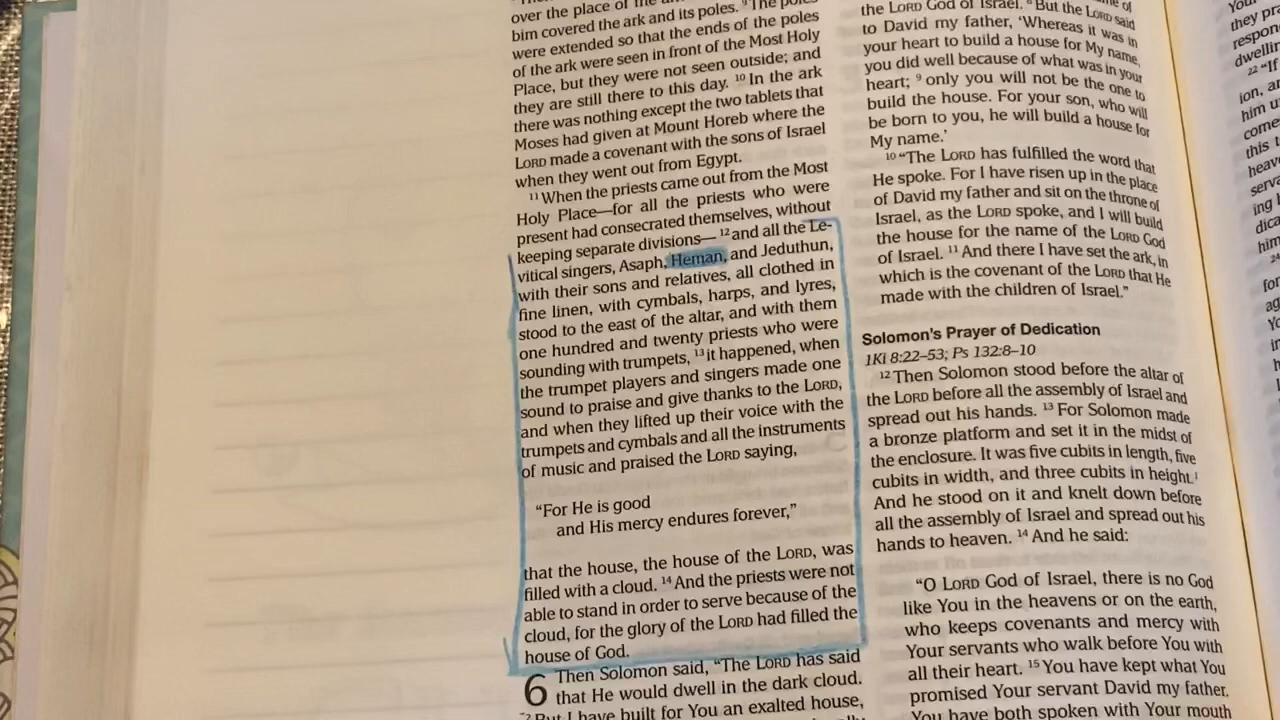 over the place of the
bim covered the ark and its poles. ⁹The poles
were extended so that the ends of the poles
of the ark were seen in front of the Most Holy
Place, but they were not seen outside; and
they are still there to this day. ¹⁰ In the ark
there was nothing except the two tablets that
Moses had given at Mount Horeb where the
LORD made a covenant with the sons of Israel
when they went out from Egypt.
¹¹ When the priests came out from the Most
Holy Place—for all the priests who were
present had consecrated themselves, without
keeping separate divisions— ¹² and all the Le-
vitical singers, Asaph, Heman, and Jeduthun,
with their sons and relatives, all clothed in
fine linen, with cymbals, harps, and lyres,
stood to the east of the altar, and with them
one hundred and twenty priests who were
sounding with trumpets, ¹³ it happened, when
the trumpet players and singers made one
sound to praise and give thanks to the LORD,
and when they lifted up their voice with the
trumpets and cymbals and all the instruments
of music and praised the LORD saying,
“For He is good
and His mercy endures forever,”
that the house, the house of the LORD, was
filled with a cloud. ¹⁴ And the priests were not
able to stand in order to serve because of the
cloud, for the glory of the LORD had filled the
house of God.
6 Then Solomon said, “The LORD has said
that He would dwell in the dark cloud.
² But I have built for You an exalted house,
the LORD God of Israel. ⁸ But the LORD said
to David my father, ‘Whereas it was in
your heart to build a house for My name,
you did well because of what was in your
heart; ⁹ only you will not be the one to
build the house. For your son, who will
be born to you, he will build a house for
My name.’
¹⁰ “The LORD has fulfilled the word that
He spoke. For I have risen up in the place
of David my father and sit on the throne of
Israel, as the LORD spoke, and I will build
the house for the name of the LORD God
of Israel. ¹¹ And there I have set the ark, in
which is the covenant of the LORD that He
made with the children of Israel.”
Solomon’s Prayer of Dedication
1Ki 8:22–53; Ps 132:8–10
¹² Then Solomon stood before the altar of
the LORD before all the assembly of Israel and
spread out his hands. ¹³ For Solomon made
a bronze platform and set it in the midst of
the enclosure. It was five cubits in length, five
cubits in width, and three cubits in height.¹
And he stood on it and knelt down before
all the assembly of Israel and spread out his
hands to heaven. ¹⁴ And he said:
“O LORD God of Israel, there is no God
like You in the heavens or on the earth,
who keeps covenants and mercy with
Your servants who walk before You with
all their heart. ¹⁵ You have kept what You
promised Your servant David my father.
You have both spoken with Your mouth
²² “If
him
come
this